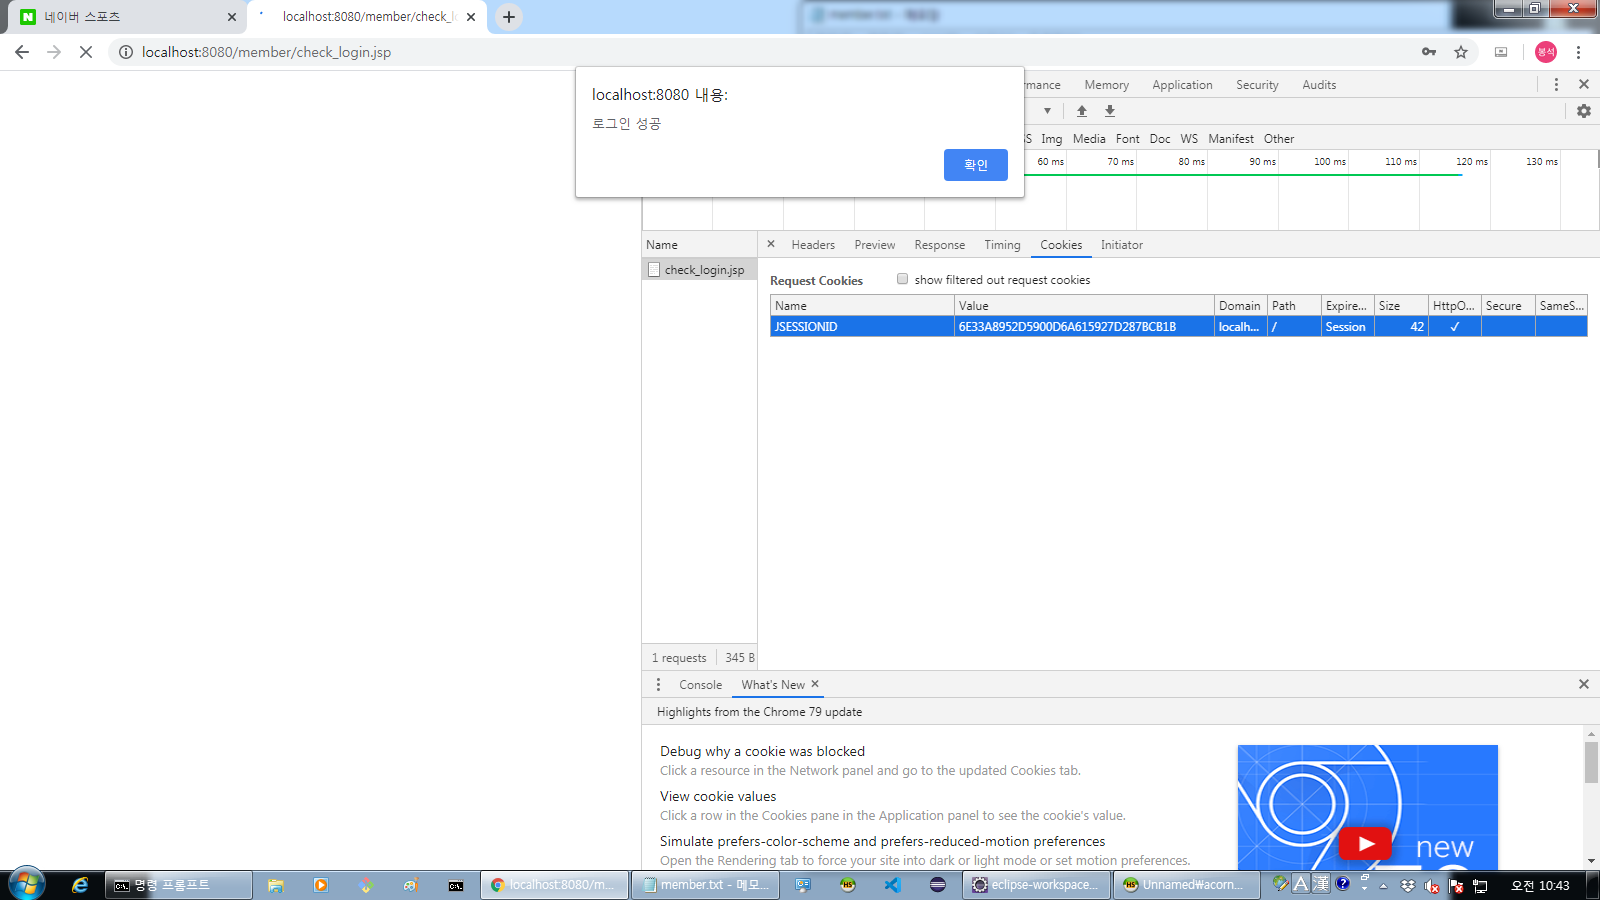 네이버 스포츠
localhost:8080/member/check_l
localhost:8080/member/check_login.jsp
봉석
localhost:8080 내용:
로그인 성공
확인
mance Memory Application Security Audits
SS Img Media Font Doc WS Manifest Other
60 ms 70 ms 80 ms 90 ms 100 ms 110 ms 120 ms 130 ms
Name
check_login.jsp
Headers Preview Response Timing Cookies Initiator
Request Cookies show filtered out request cookies
Name Value Domain Path Expire... Size HttpO... Secure SameS...
JSESSIONID 6E33A8952D5900D6A615927D287BCB1B localh... / Session 42 ✓
1 requests 345 B
Console What's New
Highlights from the Chrome 79 update
Debug why a cookie was blocked
Click a resource in the Network panel and go to the updated Cookies tab.
View cookie values
Click a row in the Cookies pane in the Application panel to see the cookie's value.
Simulate prefers-color-scheme and prefers-reduced-motion preferences
Open the Rendering tab to force your site into dark or light mode or set motion preferences.
new
명령 프롬프트
localhost:8080/m...
member.txt - 메모...
eclipse-workspace...
Unnamed\acorn...
A 漢
오전 10:43